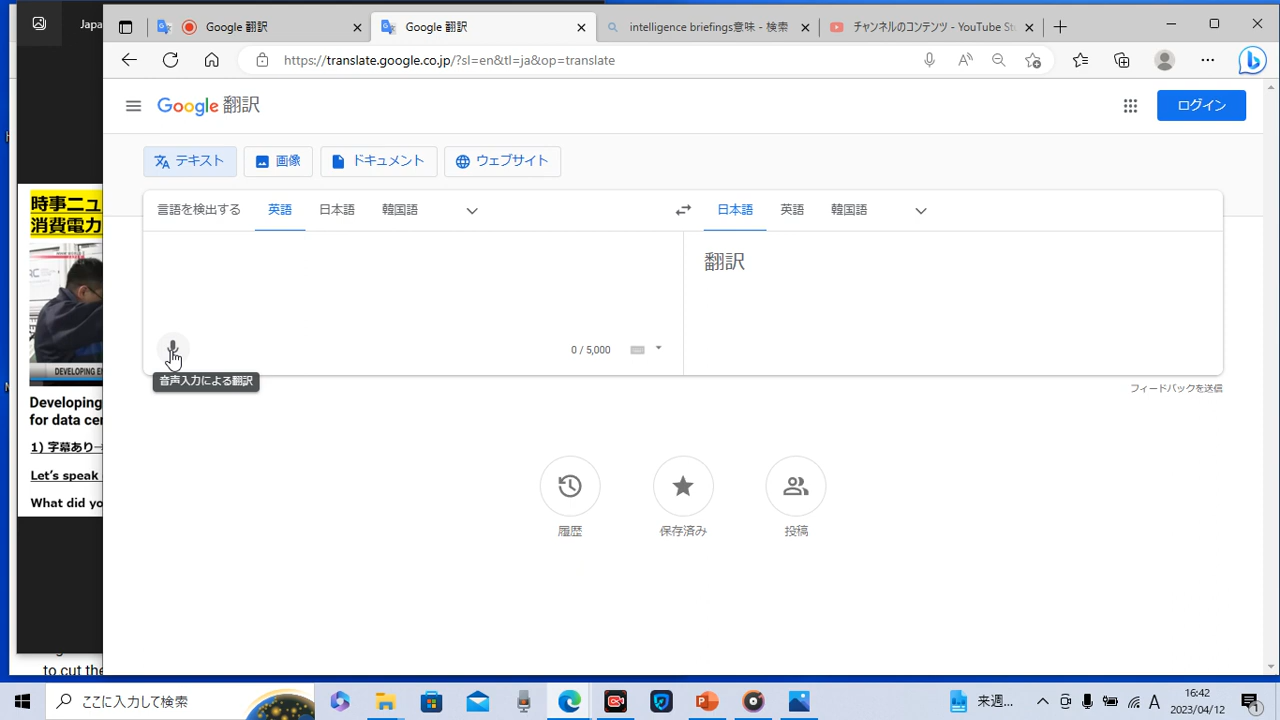 Japa
Google 翻訳
Google 翻訳
intelligence briefings意味 - 検索
チャンネルのコンテンツ - YouTube St
https://translate.google.co.jp/?sl=en&tl=ja&op=translate
Google 翻訳
ログイン
テキスト
画像
ドキュメント
ウェブサイト
言語を検出する
英語
日本語
韓国語
日本語
英語
韓国語
翻訳
0 / 5,000
音声入力による翻訳
フィードバックを送信
履歴
保存済み
投稿
時事ニュ
消費電力
DEVELOPING EN
Developing
for data cer
1) 字幕あり
Let's speak
What did yo
to cut the
ここに入力して検索
来週...
A
16:42
2023/04/12
1